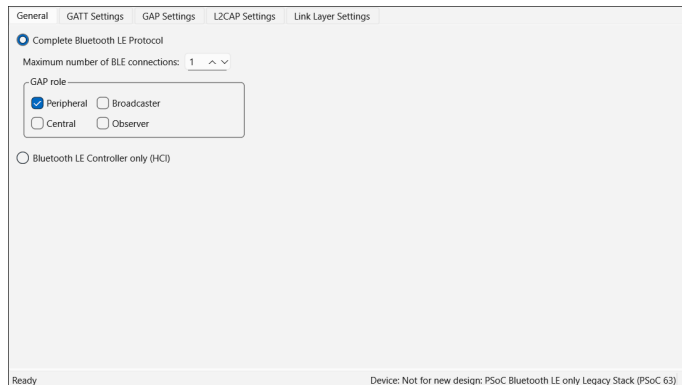 General GATT Settings GAP Settings L2CAP Settings Link Layer Settings
Complete Bluetooth LE Protocol
Maximum number of BLE connections: 1
GAP role
Peripheral Broadcaster
Central Observer
Bluetooth LE Controller only (HCI)
Ready Device: Not for new design: PSoC Bluetooth LE only Legacy Stack (PSoC 63)